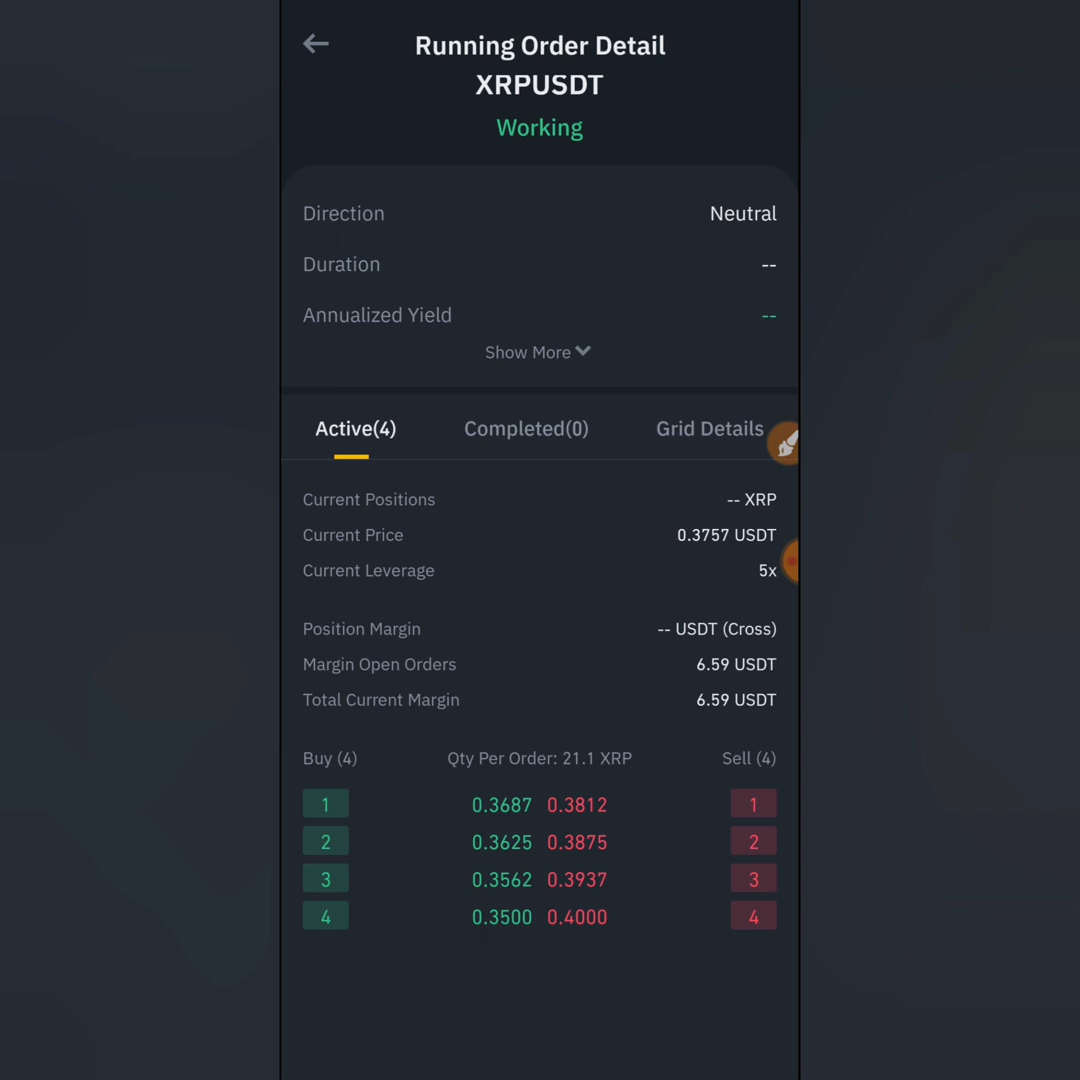 Running Order Detail
XRPUSDT
Working
Direction Neutral
Duration --
Annualized Yield --
Show More
Active(4) Completed(0) Grid Details
Current Positions -- XRP
Current Price 0.3757 USDT
Current Leverage 5x
Position Margin -- USDT (Cross)
Margin Open Orders 6.59 USDT
Total Current Margin 6.59 USDT
Buy (4) Qty Per Order: 21.1 XRP Sell (4)
1 0.3687 0.3812 1
2 0.3625 0.3875 2
3 0.3562 0.3937 3
4 0.3500 0.4000 4